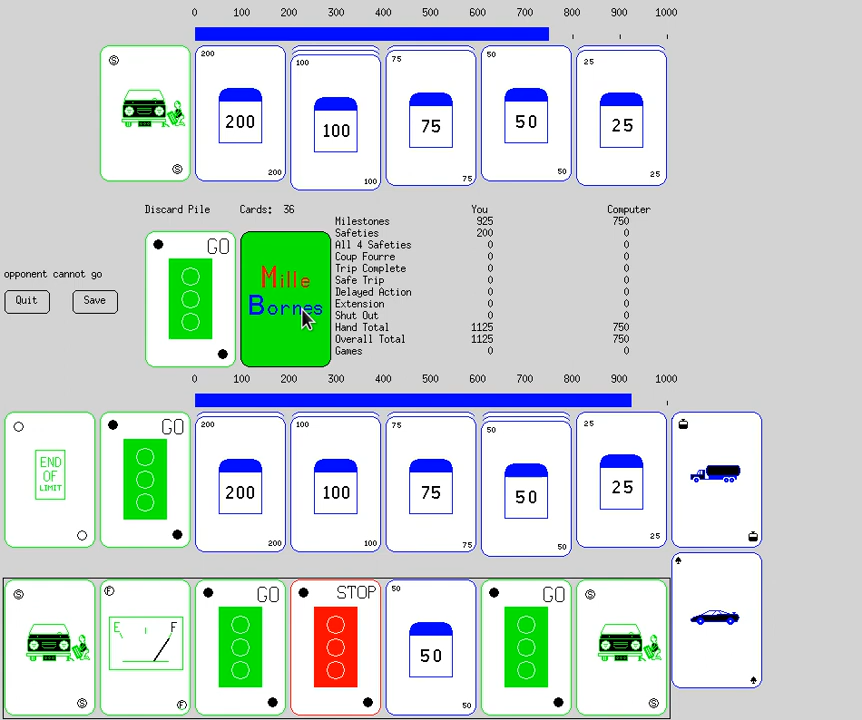 0 100 200 300 400 500 600 700 800 900 1000
S
200
100
75
50
25
200
100
75
50
25
S
200
100
75
50
25
Discard Pile Cards: 36 You Computer
Milestones 925 750
Safeties 200 0
All 4 Safeties 0 0
Coup Fourre 0 0
Trip Complete 0 0
Safe Trip 0 0
Delayed Action 0 0
Extension 0 0
Shut Out 0 0
Hand Total 1125 750
Overall Total 1125 750
Games 0 0
GO
Mille
Bornes
opponent cannot go
Quit Save
0 100 200 300 400 500 600 700 800 900 1000
GO
200
100
75
50
25
END
OF
LIMIT
200
100
75
50
25
200
100
75
50
25
S
F
GO
STOP
50
GO
S
E F
50
S
F
50
S